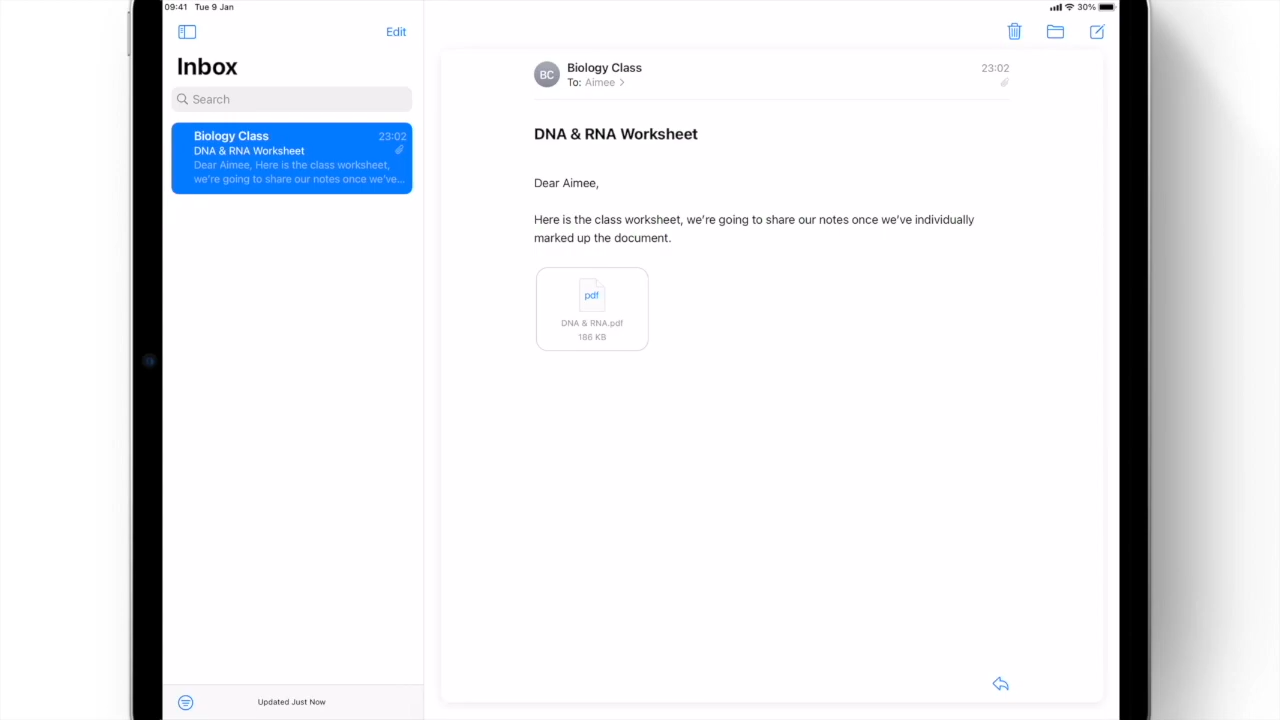 09:41 Tue 9 Jan
30%
Edit
Inbox
Search
Biology Class 23:02
DNA & RNA Worksheet
Dear Aimee, Here is the class worksheet,
we're going to share our notes once we've...
Updated Just Now
BC
Biology Class 23:02
To: Aimee >
DNA & RNA Worksheet
Dear Aimee,
Here is the class worksheet, we're going to share our notes once we've individually
marked up the document.
pdf
DNA & RNA.pdf
186 KB